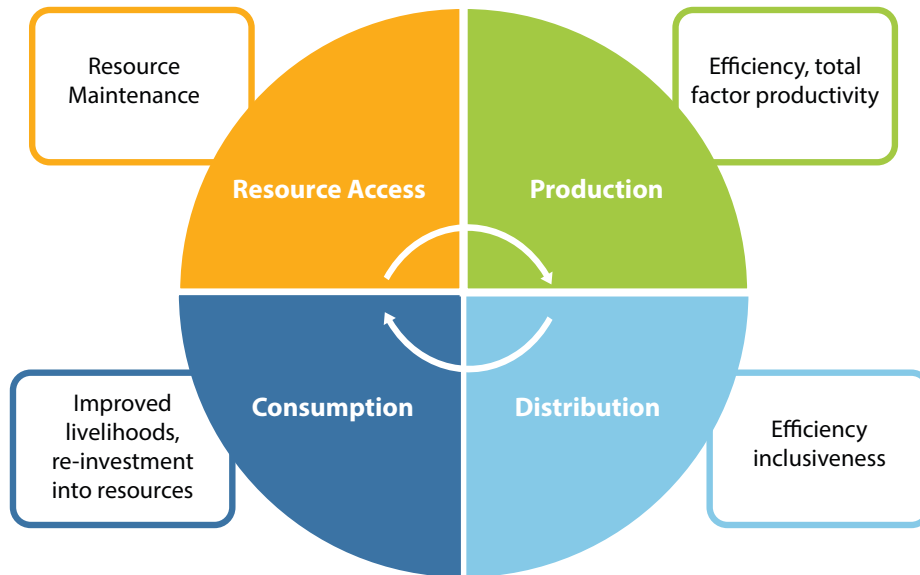 Resource
Maintenance
Efficiency, total
factor productivity
Resource Access
Production
Consumption
Distribution
Improved
livelihoods,
re-investment
into resources
Efficiency
inclusiveness